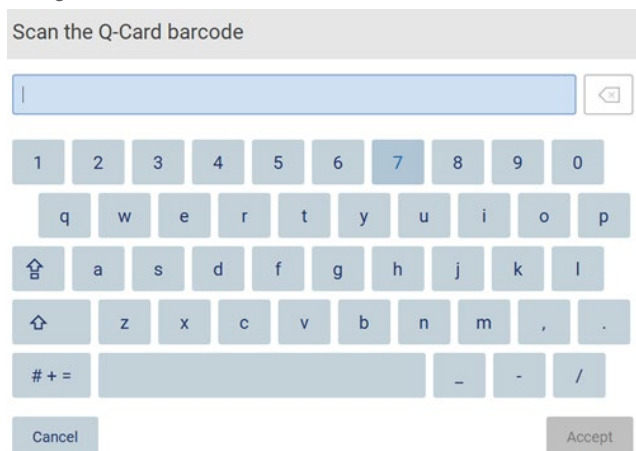 Scan the Q-Card barcode
1 2 3 4 5 6 7 8 9 0
q w e r t y u i o p
a s d f g h j k l
z x c v b n m , .
# + = _ - /
Cancel Accept